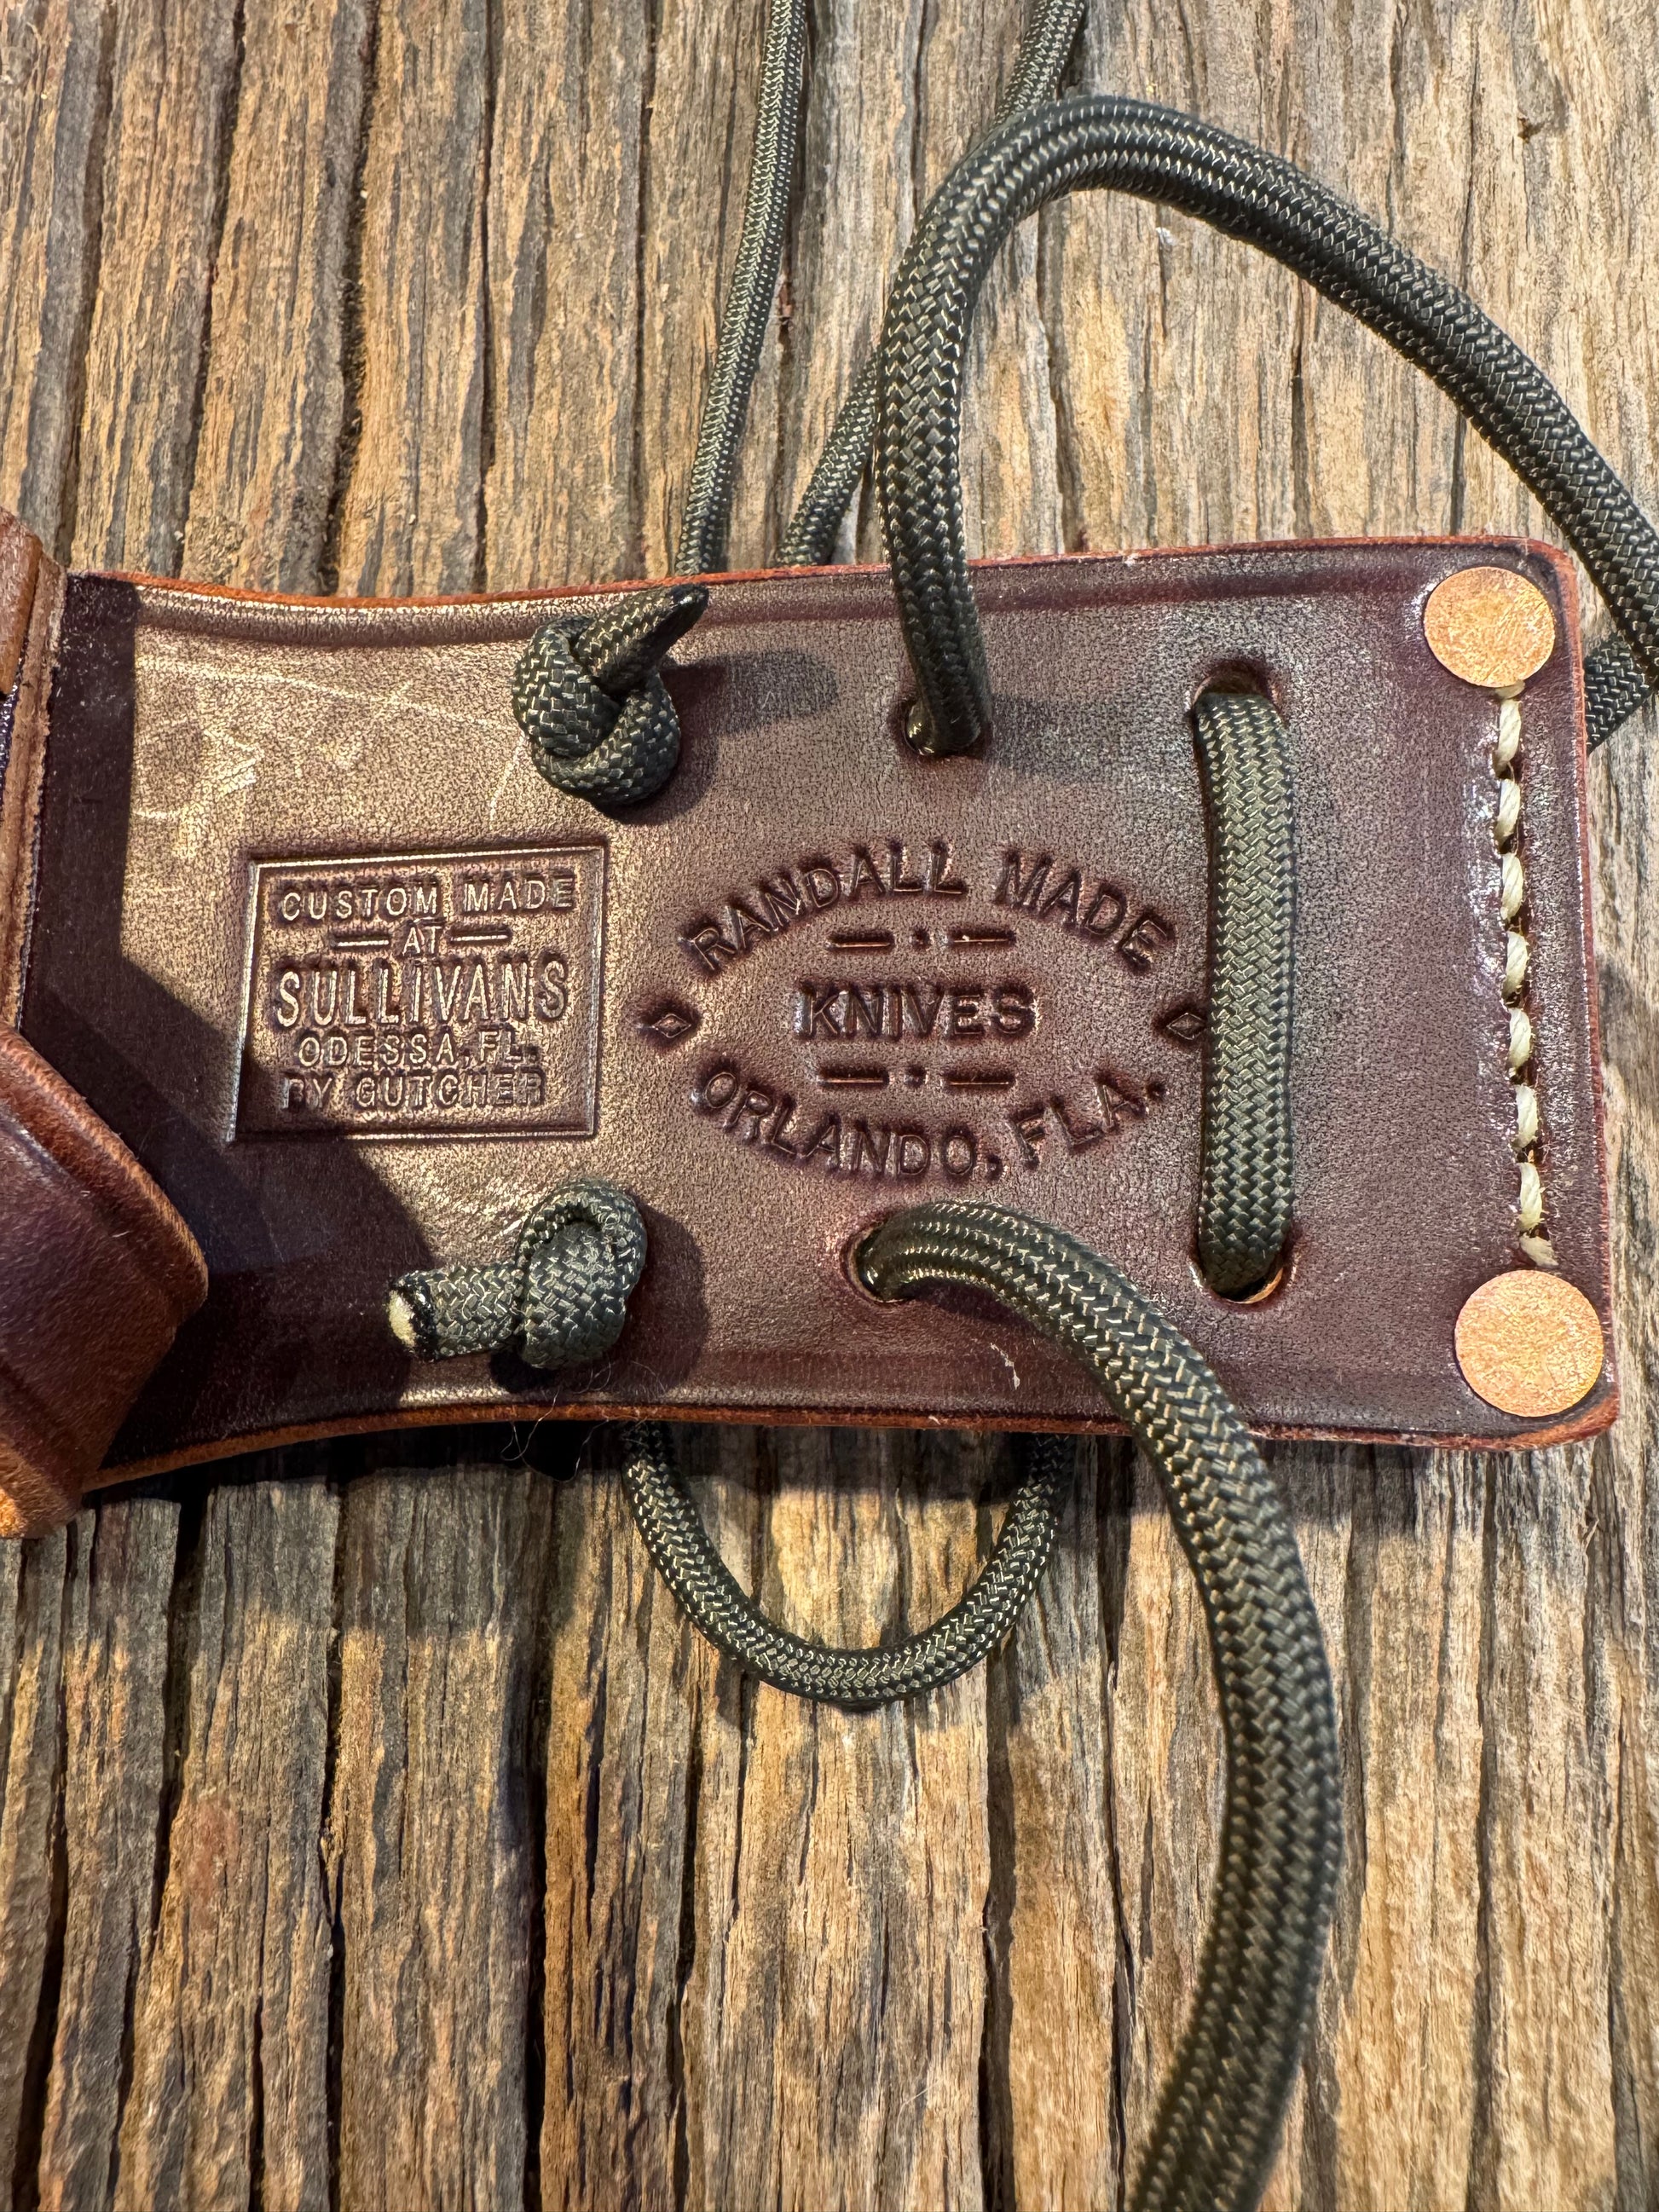 CUSTOM MADE
AT
SULLIVANS
ODESSA, FL.
BY GUTCHER
RANDALL MADE
KNIVES
ORLANDO, FLA.